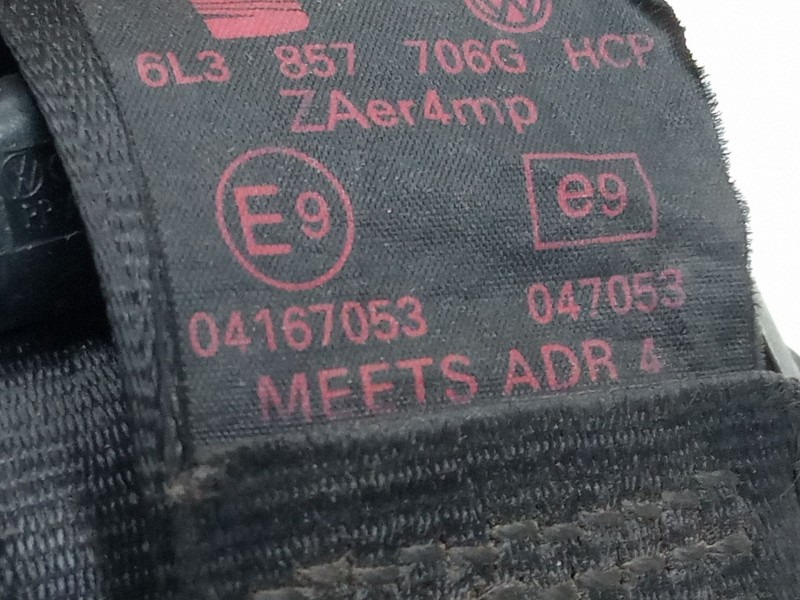 6L3 857 706G HCP
ZAer4mp
E9 e9
04167053 047053
MEETS ADR 4